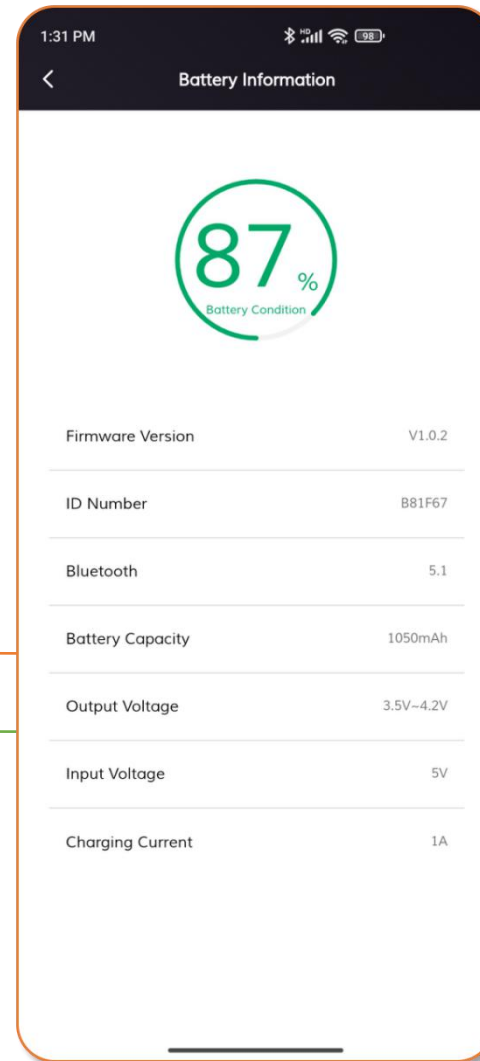 1:31 PM HD 98
Battery Information
87 %
Battery Condition
Firmware Version V1.0.2
ID Number B81F67
Bluetooth 5.1
Battery Capacity 1050mAh
Output Voltage 3.5V~4.2V
Input Voltage 5V
Charging Current 1A